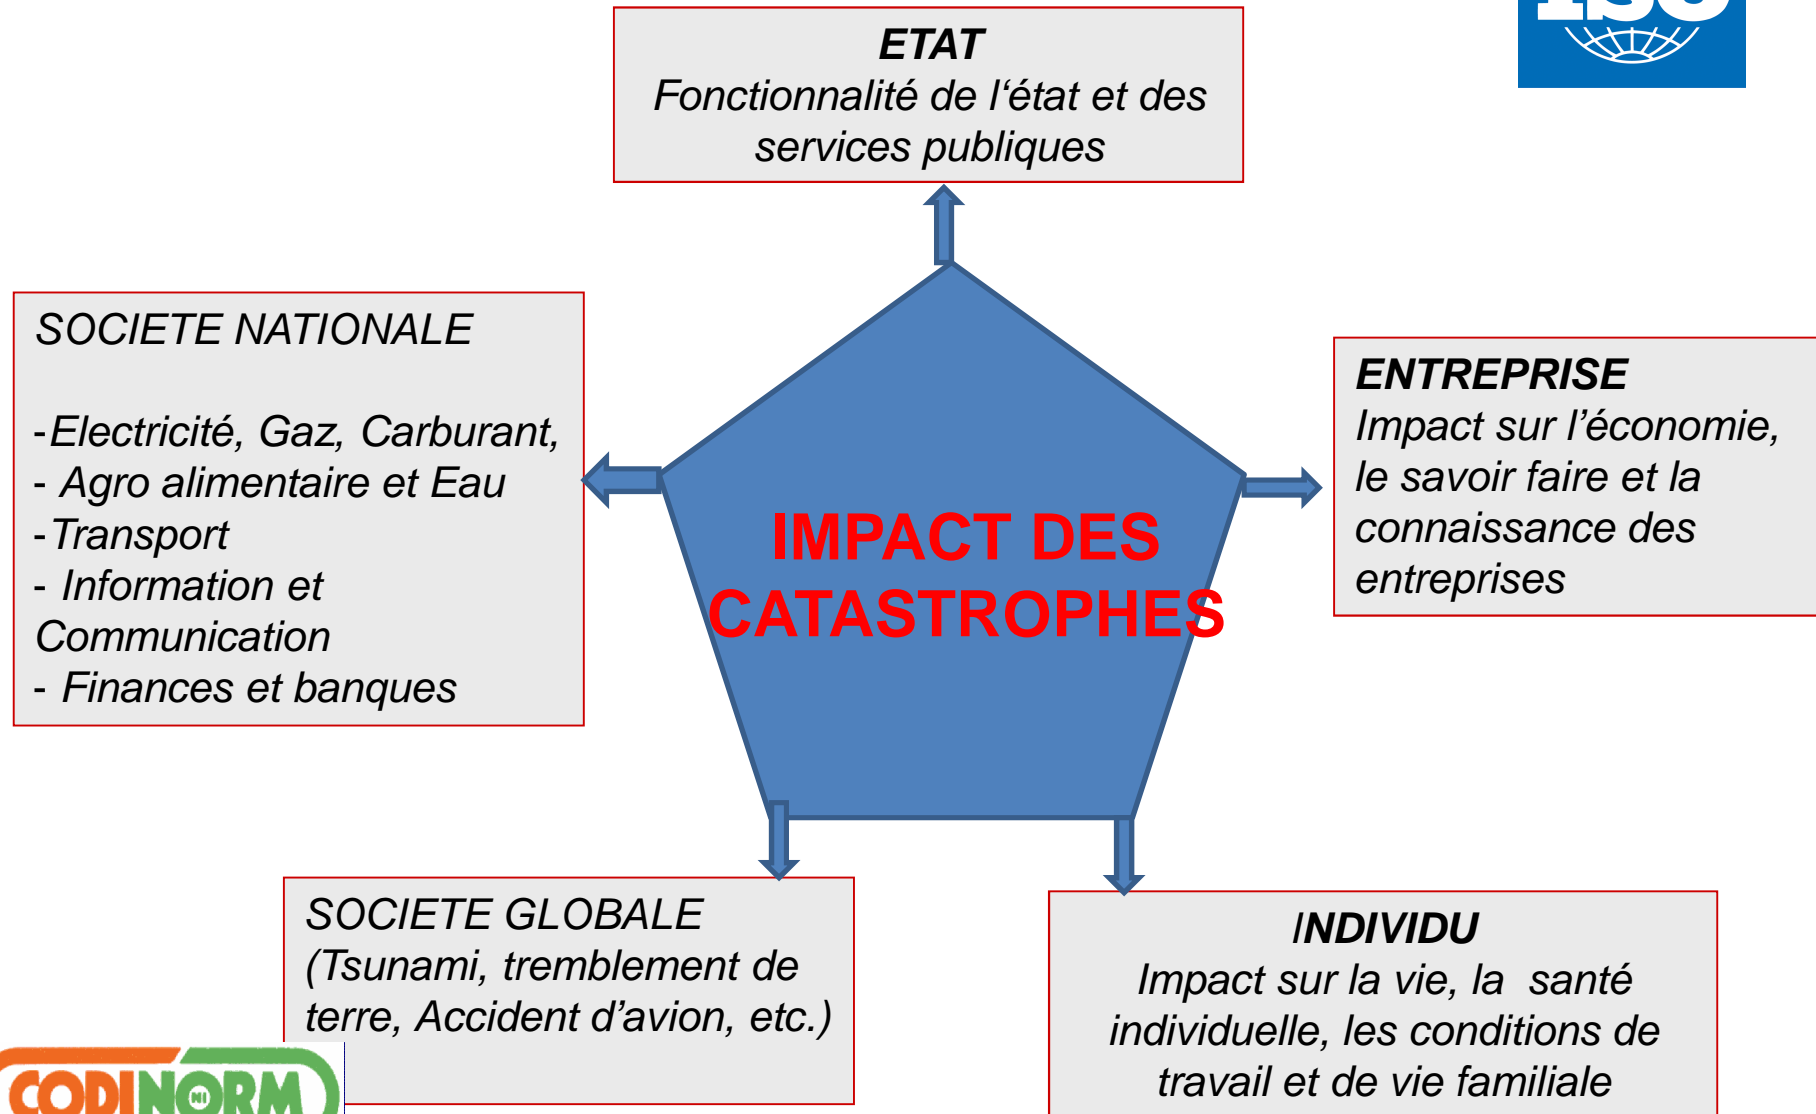 ISO
ETAT
Fonctionnalité de l‘état et des
services publiques
SOCIETE NATIONALE
-Electricité, Gaz, Carburant,
- Agro alimentaire et Eau
-Transport
- Information et
Communication
- Finances et banques
ENTREPRISE
Impact sur l’économie,
le savoir faire et la
connaissance des
entreprises
IMPACT DES
CATASTROPHES
SOCIETE GLOBALE
(Tsunami, tremblement de
terre, Accident d’avion, etc.)
INDIVIDU
Impact sur la vie, la  santé
individuelle, les conditions de
travail et de vie familiale
CODINORM
NI